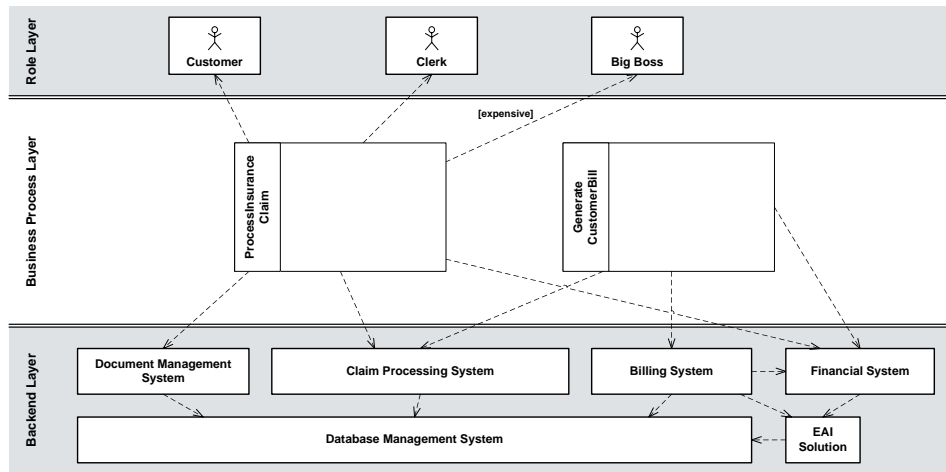 Role Layer
Customer
Clerk
Big Boss
[expensive]
Business Process Layer
ProcessInsurance
Claim
Generate
CustomerBill
Backend Layer
Document Management
System
Claim Processing System
Billing System
Financial System
Database Management System
EAI
Solution